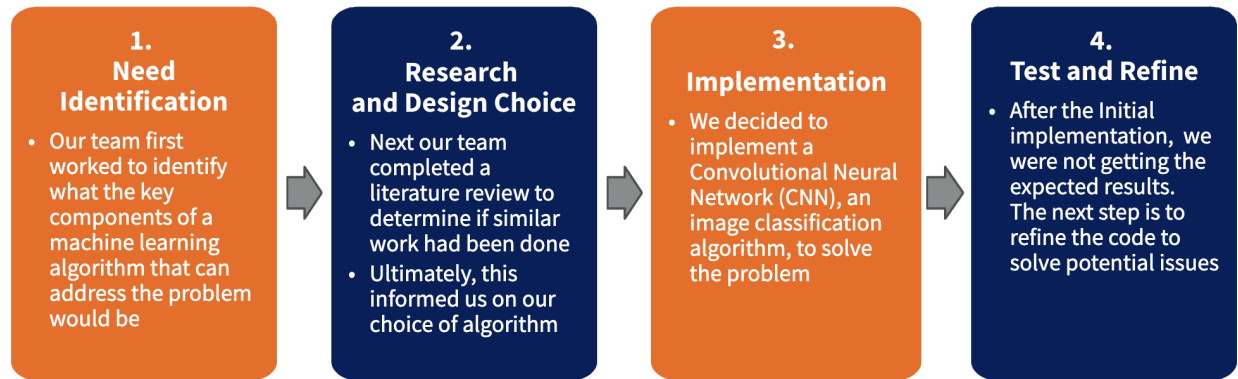 1.
Need
Identification
• Our team first
worked to identify
what the key
components of a
machine learning
algorithm that can
address the problem
would be
2.
Research
and Design Choice
• Next our team
completed a
literature review to
determine if similar
work had been done
• Ultimately, this
informed us on our
choice of algorithm
3.
Implementation
• We decided to
implement a
Convolutional Neural
Network (CNN), an
image classification
algorithm, to solve
the problem
4.
Test and Refine
• After the Initial
implementation, we
were not getting the
expected results.
The next step is to
refine the code to
solve potential issues